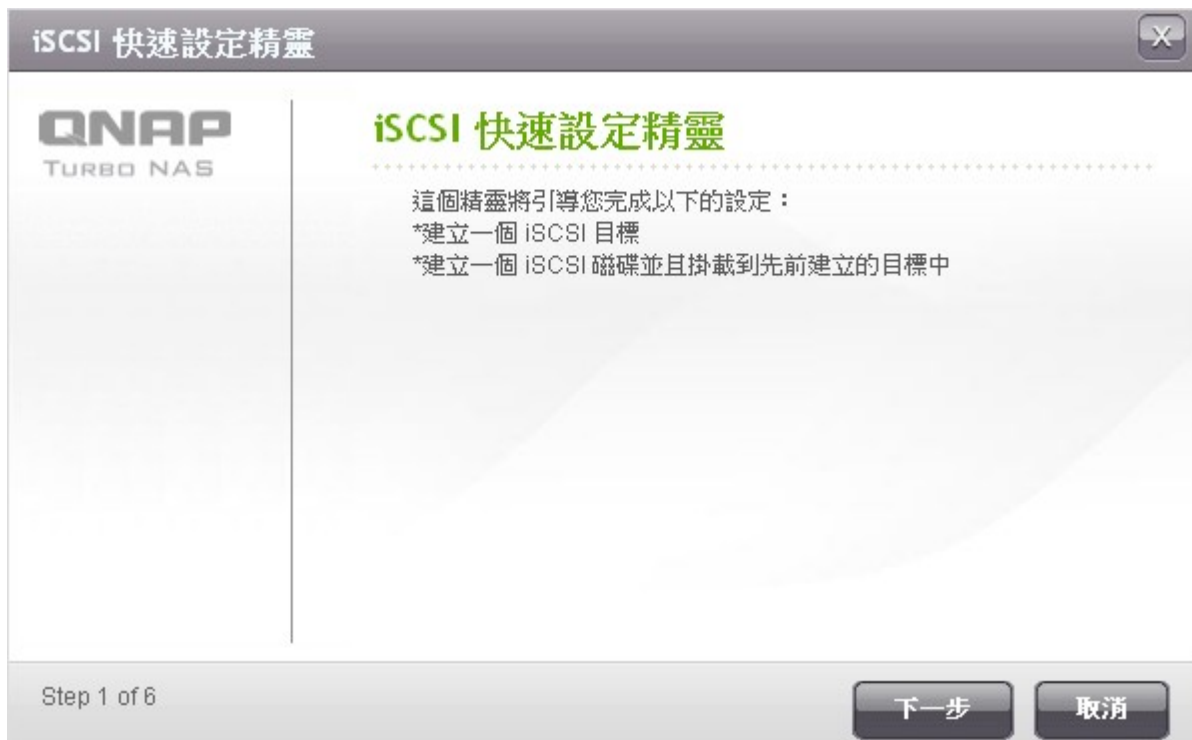 iSCSI 快速設定精靈
X
QNAP
TURBO NAS
iSCSI 快速設定精靈
這個精靈將引導您完成以下的設定：
*建立一個 iSCSI 目標
*建立一個 iSCSI 磁碟並且掛載到先前建立的目標中
Step 1 of 6
下一步
取消